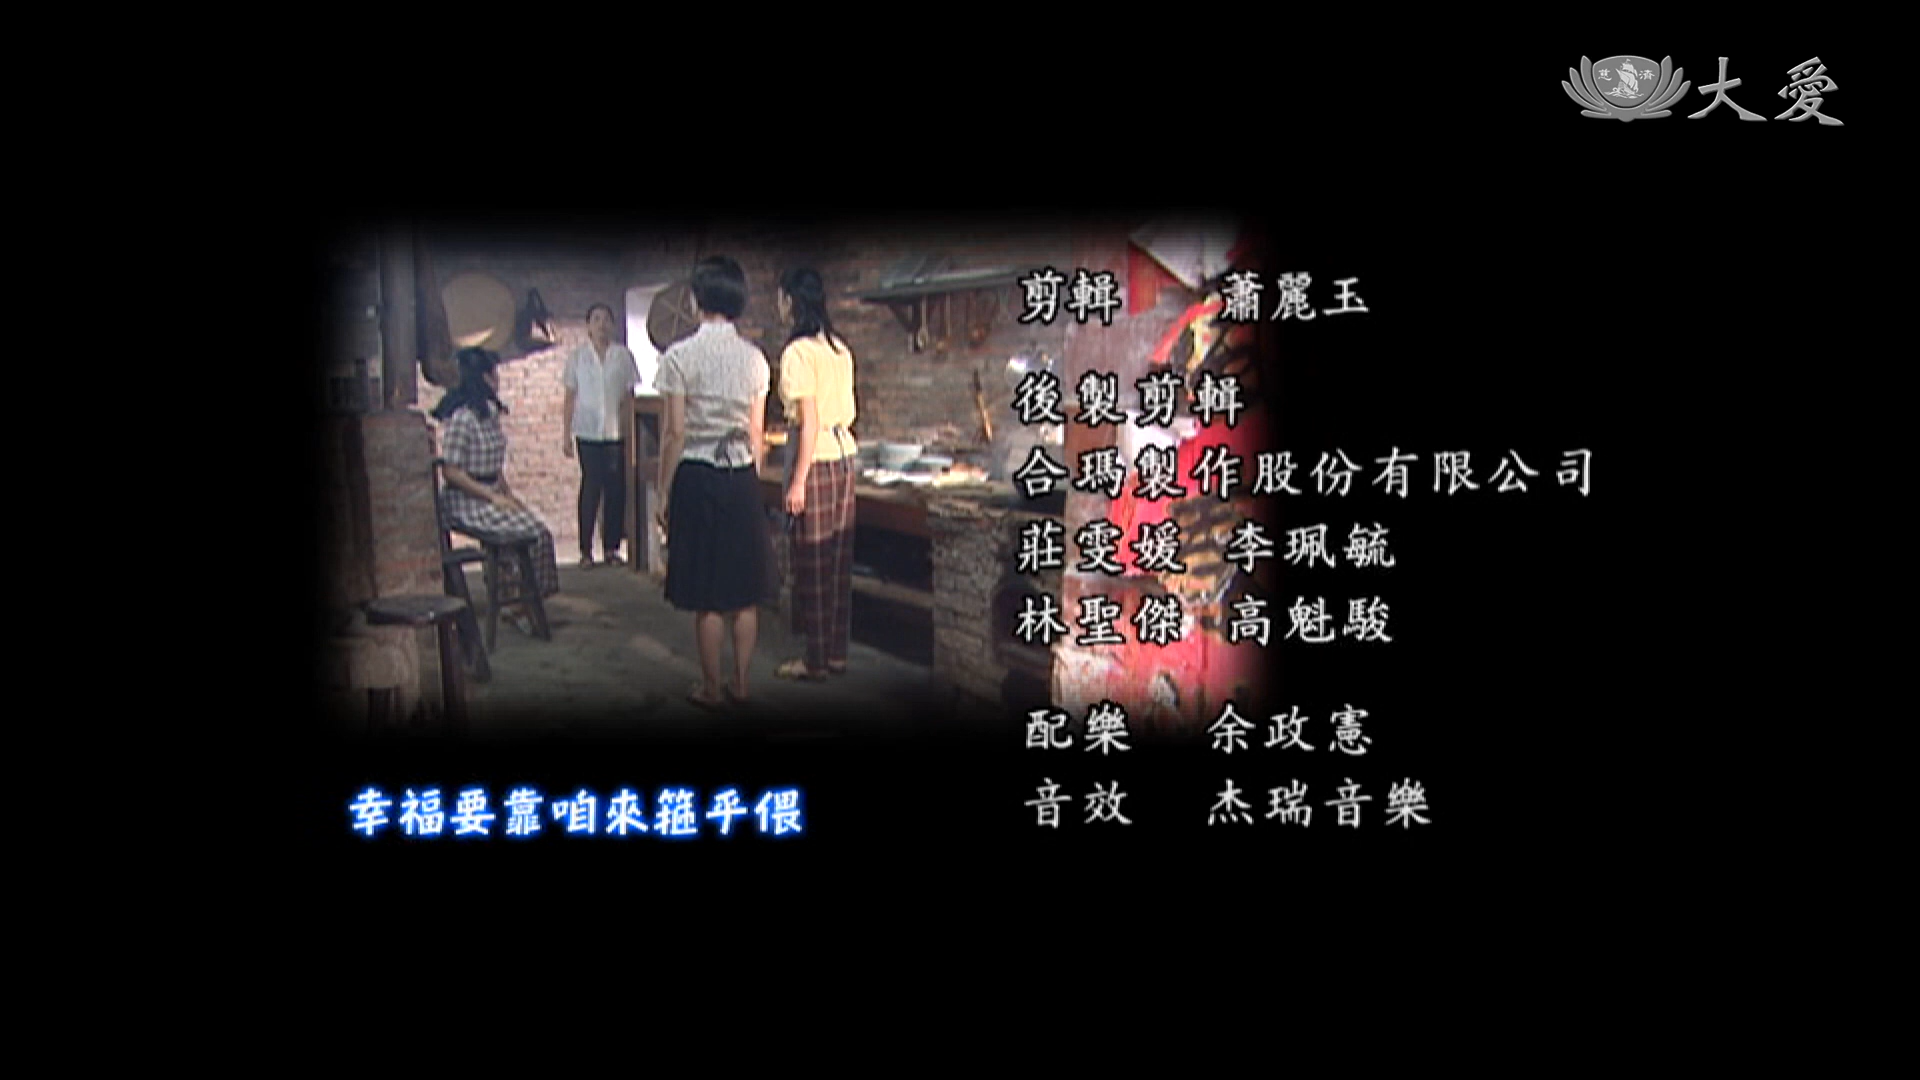 慈濟
大愛
剪輯 蕭麗玉
後製剪輯
合瑪製作股份有限公司
莊雯媛 李珮毓
林聖傑 高魁駿
配樂 余政憲
音效 杰瑞音樂
幸福要靠咱來箍乎偎